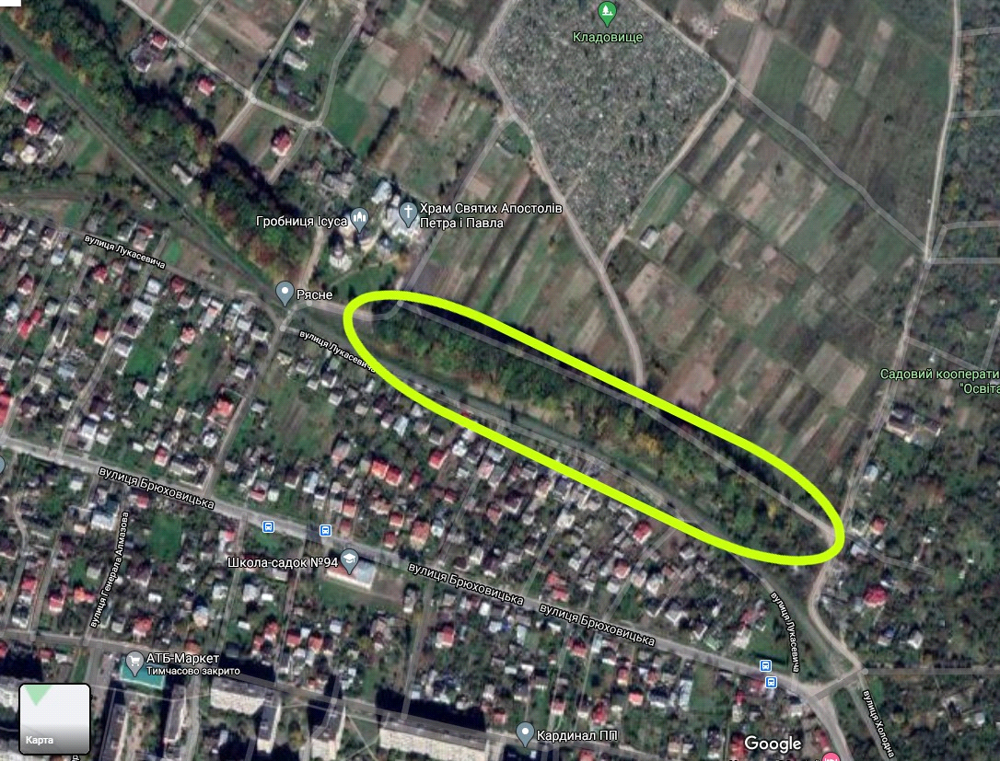 Кладовище
Храм Святих Апостолів
Петра і Павла
Гробниця Ісуса
вулиця Лукасевича
Рясне
вулиця Лукасевича
Садовий кооператив
"Освіта
вулиця Брюховицька
Школа-садок №94
вулиця Генерала Алмазова
вулиця Брюховицька
вулиця Брюховицька
вулиця Лукасевича
АТБ-Маркет
Тимчасово закрито
вулиця Холодна
Карта
Кардинал ПП
Google